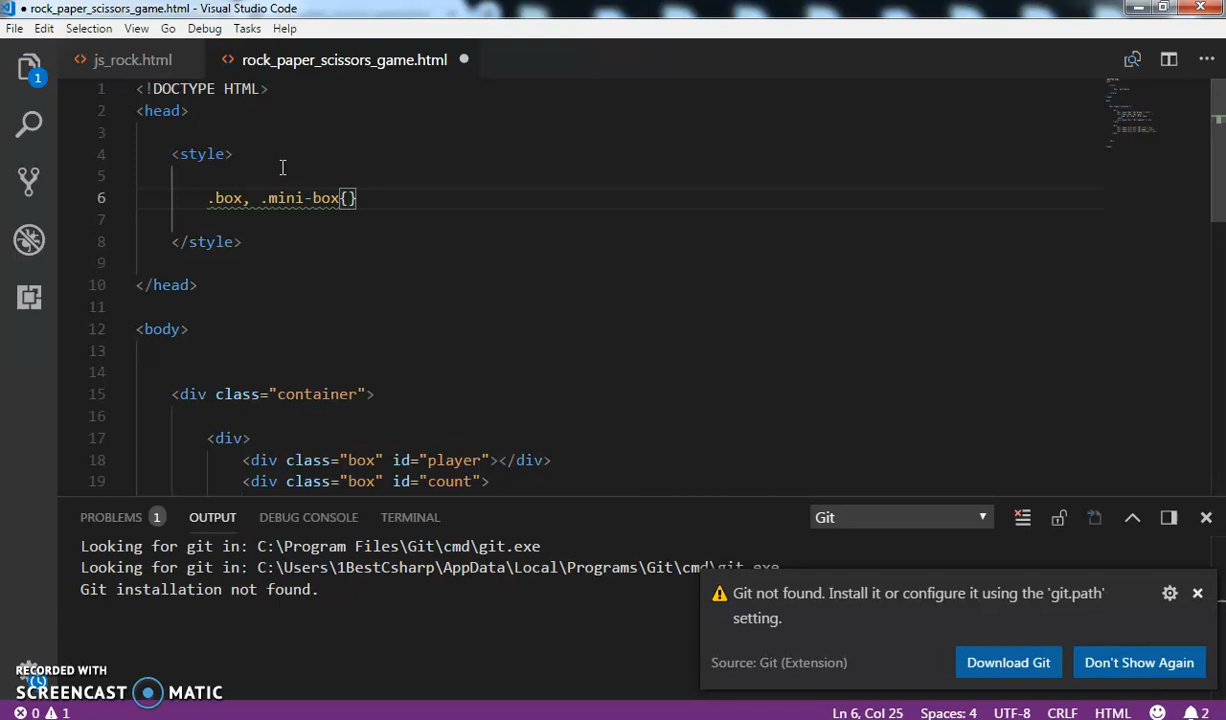 ● rock_paper_scissors_game.html - Visual Studio Code
File Edit Selection View Go Debug Tasks Help
1
<> js_rock.html
<> rock_paper_scissors_game.html ●
1 <!DOCTYPE HTML>
2 <head>
3
4 <style>
5
6 .box, .mini-box{}
7
8 </style>
9
10 </head>
11
12 <body>
13
14
15 <div class="container">
16
17 <div>
18 <div class="box" id="player"></div>
19 <div class="box" id="count">
PROBLEMS 1 OUTPUT DEBUG CONSOLE TERMINAL Git
Looking for git in: C:\Program Files\Git\cmd\git.exe
Looking for git in: C:\Users\1BestCsharp\AppData\Local\Programs\Git\cmd\git.exe
Git installation not found.
Git not found. Install it or configure it using the 'git.path'
setting.
Source: Git (Extension) Download Git Don't Show Again
RECORDED WITH
SCREENCAST MATIC
0 1 Ln 6, Col 25 Spaces: 4 UTF-8 CRLF HTML 2